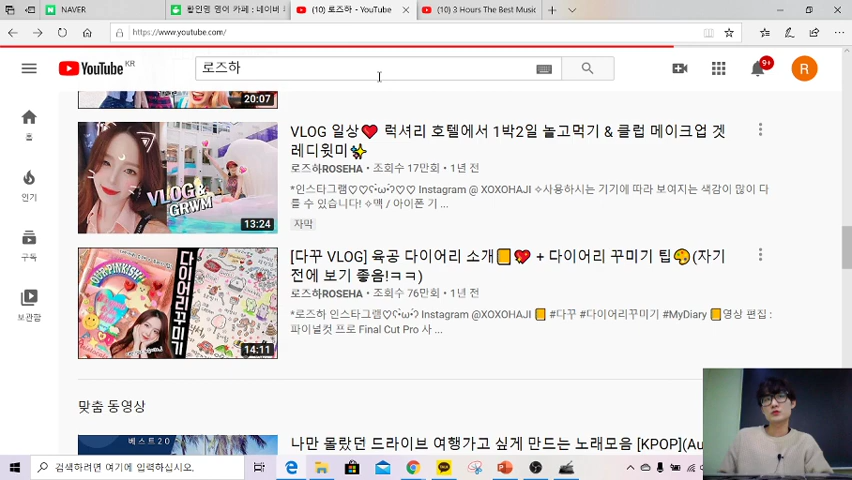 NAVER
황인영 영어 카페 : 네이버 카
(10) 로즈하 - YouTube
(10) 3 Hours The Best Music
https://www.youtube.com/
YouTube KR
로즈하
9+
R
홈
인기
구독
보관함
20:07
VLOG 일상❤️ 럭셔리 호텔에서 1박2일 놀고먹기 & 클럽 메이크업 겟
레디윗미✨
로즈하ROSEHA • 조회수 17만회 • 1년 전
*인스타그램♡♡ʕ•̀ω•́ʔ♡♡ Instagram @ XOXOHAJI ✧사용하시는 기기에 따라 보여지는 색감이 많이 다
를 수 있습니다! ✧맥 / 아이폰 기 ...
자막
VLOG &
GRWM
13:24
[다꾸 VLOG] 육공 다이어리 소개📒💖 + 다이어리 꾸미기 팁🎨(자기
전에 보기 좋음!ㅋㅋ)
로즈하ROSEHA • 조회수 76만회 • 1년 전
*로즈하 인스타그램♡ʕ•̀ω•́ʔ♡ Instagram @XOXOHAJI 📒 #다꾸 #다이어리꾸미기 #MyDiary 📒영상 편집 :
파이널컷 프로 Final Cut Pro 사 ...
OUR PINKISH!
다이어리꾸미기
14:11
맞춤 동영상
베스트20
나만 몰랐던 드라이브 여행가고 싶게 만드는 노래모음 [KPOP](Au
검색하려면 여기에 입력하십시오.